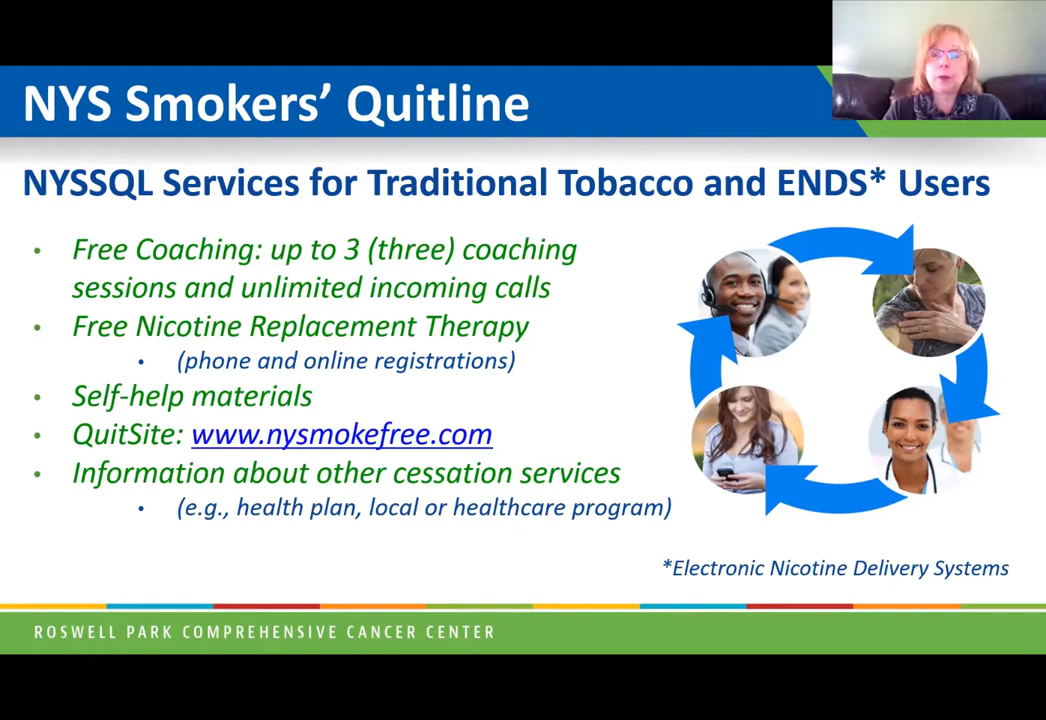 NYS Smokers’ Quitline
NYSSQL Services for Traditional Tobacco and ENDS* Users
• Free Coaching: up to 3 (three) coaching
sessions and unlimited incoming calls
• Free Nicotine Replacement Therapy
• (phone and online registrations)
• Self-help materials
• QuitSite: www.nysmokefree.com
• Information about other cessation services
• (e.g., health plan, local or healthcare program)
*Electronic Nicotine Delivery Systems
ROSWELL PARK COMPREHENSIVE CANCER CENTER